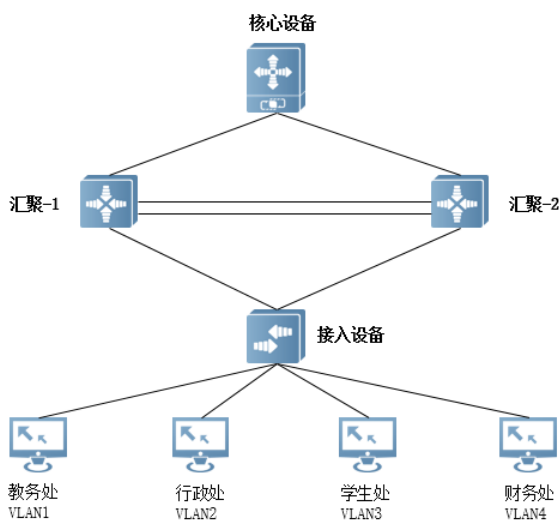 核心设备
汇聚-1
汇聚-2
接入设备
教务处
行政处
学生处
财务处
VLAN1
VLAN2
VLAN3
VLAN4